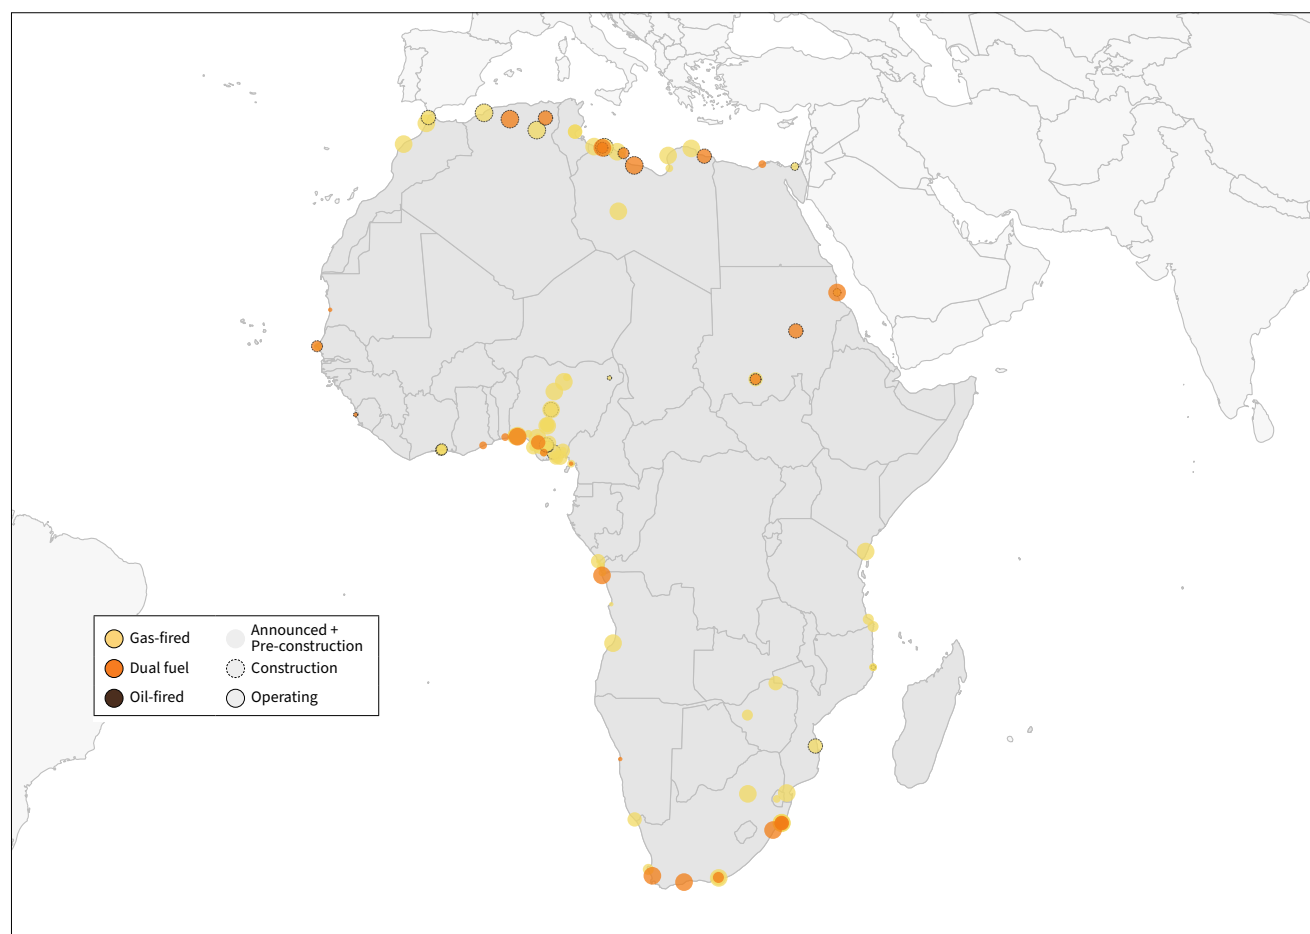 Gas-fired
Dual fuel
Oil-fired
Announced +
Pre-construction
Construction
Operating